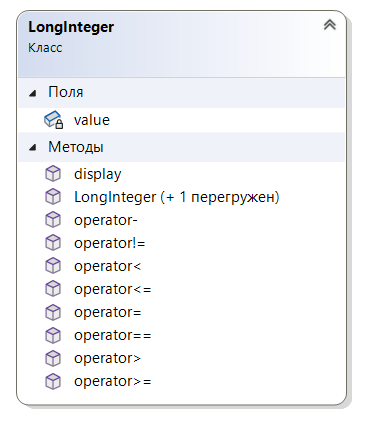 LongInteger
Класс
Поля
value
Методы
display
LongInteger (+ 1 перегружен)
operator-
operator!=
operator<
operator<=
operator=
operator==
operator>
operator>=